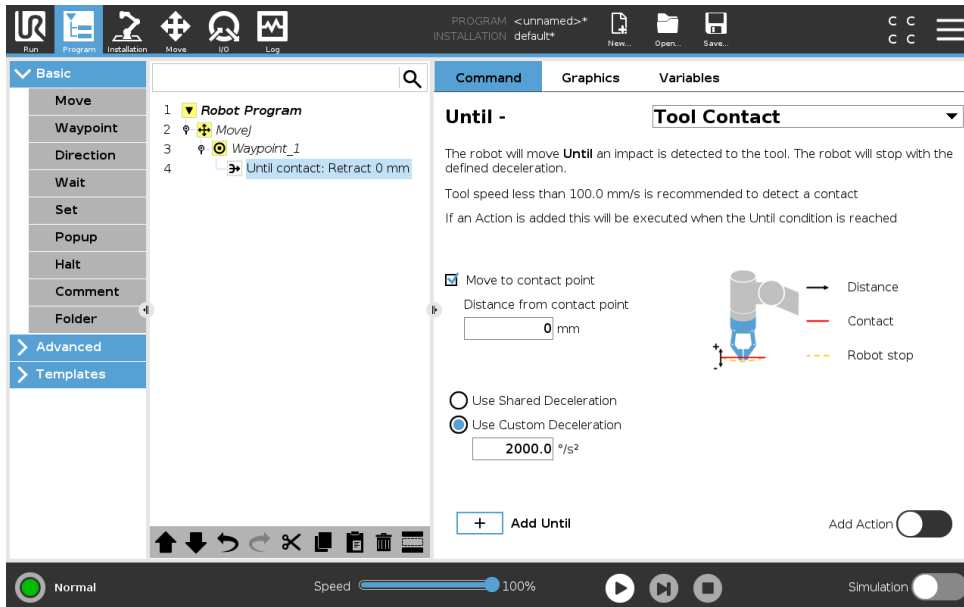 PROGRAM <unnamed>*
INSTALLATION default*
C C
C C
Run Program Installation Move I/O Log New... Open... Save...
Basic
Move
Waypoint
Direction
Wait
Set
Popup
Halt
Comment
Folder
Advanced
Templates
1 Robot Program
2 MoveJ
3 Waypoint_1
4 Until contact: Retract 0 mm
Command Graphics Variables
Until - Tool Contact
The robot will move Until an impact is detected to the tool. The robot will stop with the
defined deceleration.
Tool speed less than 100.0 mm/s is recommended to detect a contact
If an Action is added this will be executed when the Until condition is reached
Move to contact point
Distance from contact point
0 mm
+
-
Distance
Contact
Robot stop
Use Shared Deceleration
Use Custom Deceleration
2000.0 °/s²
+ Add Until
Add Action
Normal
Speed 100%
Simulation